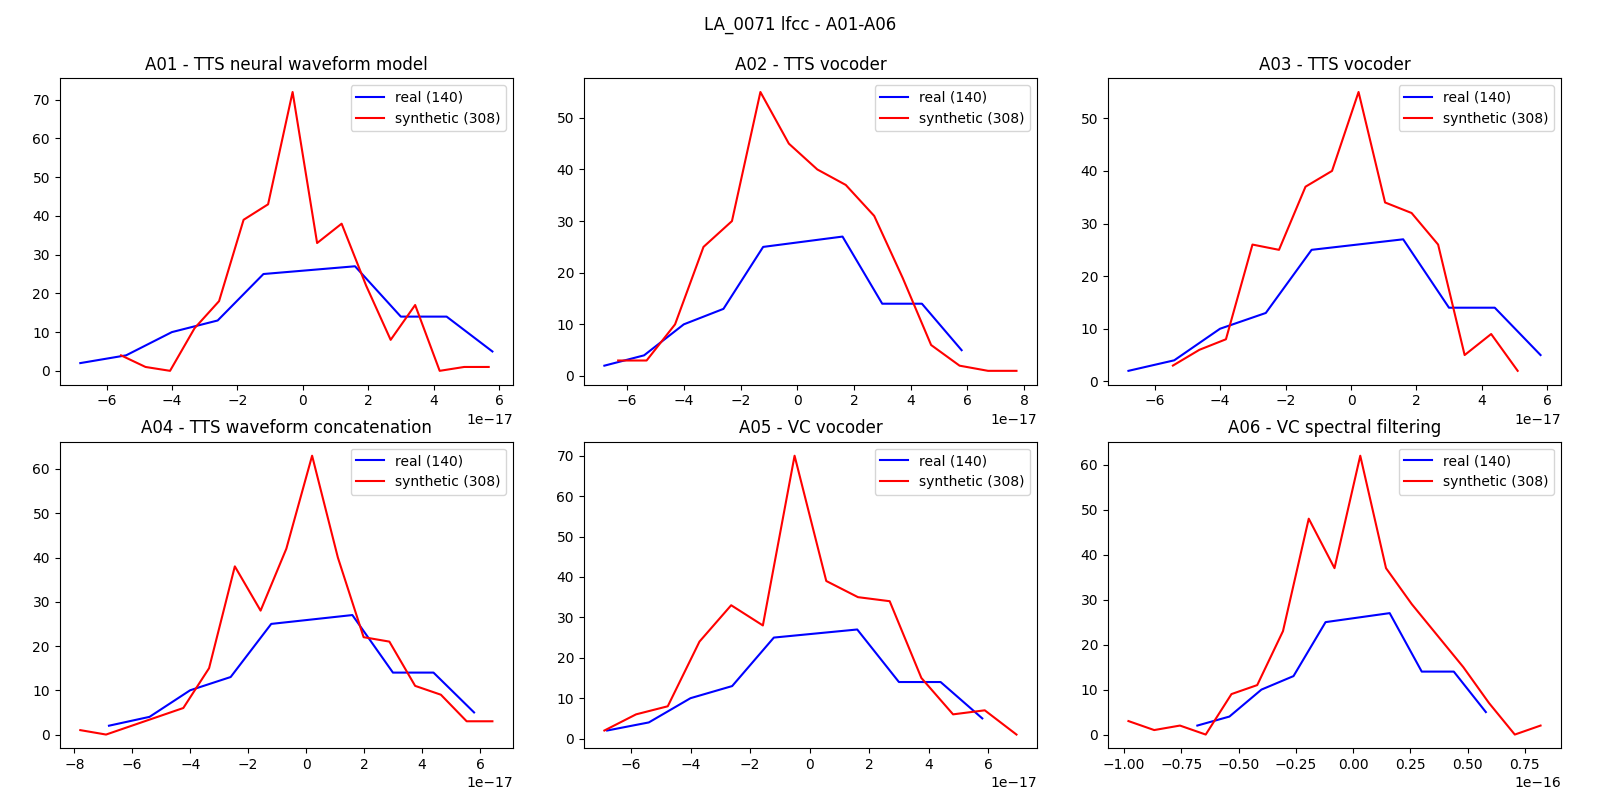 LA_0071 lfcc - A01-A06
A01 - TTS neural waveform model
real (140)
synthetic (308)
70
60
50
40
30
20
10
0
−6 −4 −2 0 2 4 6
1e−17
A02 - TTS vocoder
real (140)
synthetic (308)
50
40
30
20
10
0
−6 −4 −2 0 2 4 6 8
1e−17
A03 - TTS vocoder
real (140)
synthetic (308)
50
40
30
20
10
0
−6 −4 −2 0 2 4 6
1e−17
A04 - TTS waveform concatenation
real (140)
synthetic (308)
60
50
40
30
20
10
0
−8 −6 −4 −2 0 2 4 6
1e−17
A05 - VC vocoder
real (140)
synthetic (308)
70
60
50
40
30
20
10
0
−6 −4 −2 0 2 4 6
1e−17
A06 - VC spectral filtering
real (140)
synthetic (308)
60
50
40
30
20
10
0
−1.00 −0.75 −0.50 −0.25 0.00 0.25 0.50 0.75
1e−16